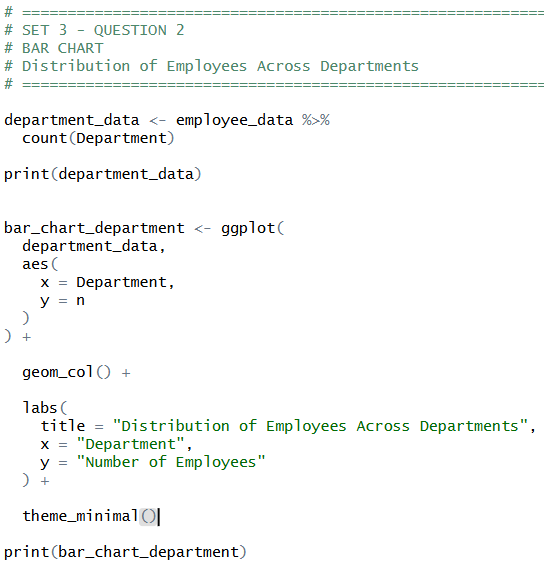 # ==========================================================
# SET 3 - QUESTION 2
# BAR CHART
# Distribution of Employees Across Departments
# ==========================================================
department_data <- employee_data %>%
  count(Department)
print(department_data)
bar_chart_department <- ggplot(
  department_data,
  aes(
    x = Department,
    y = n
  )
) +
  geom_col() +
  labs(
    title = "Distribution of Employees Across Departments",
    x = "Department",
    y = "Number of Employees"
  ) +
  theme_minimal()
print(bar_chart_department)